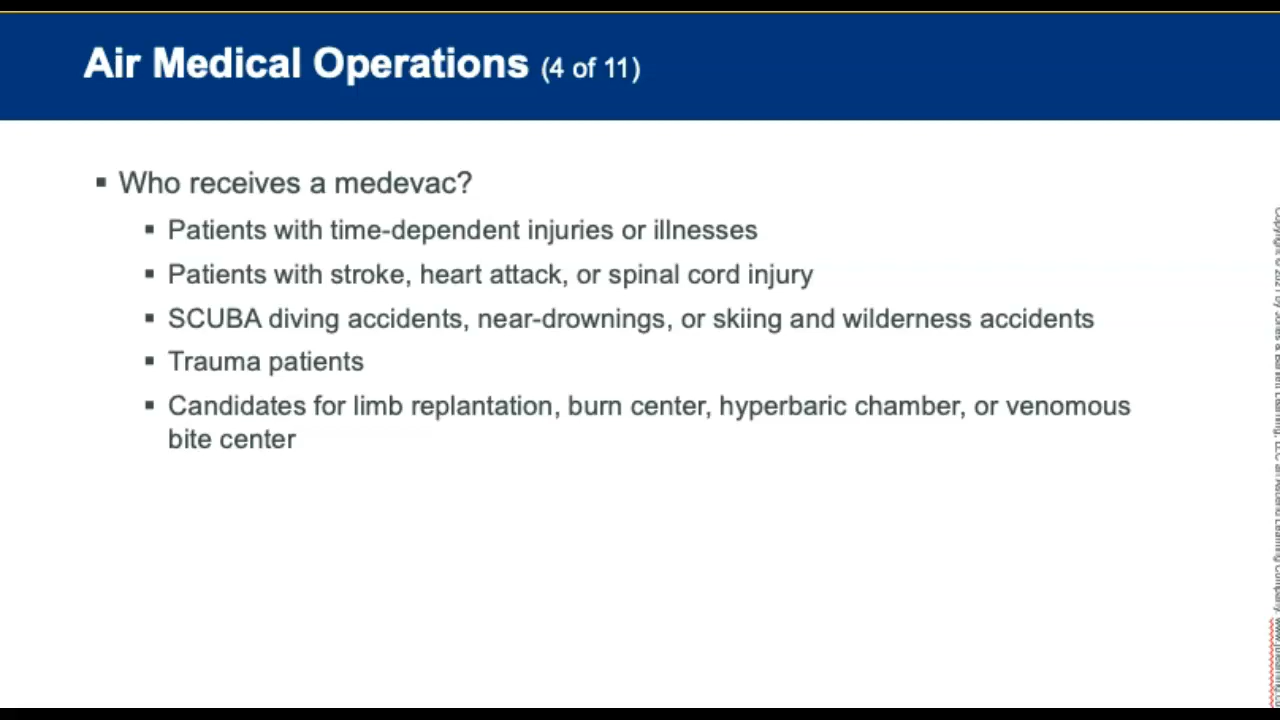 Air Medical Operations (4 of 11)
▪ Who receives a medevac?
▪ Patients with time-dependent injuries or illnesses
▪ Patients with stroke, heart attack, or spinal cord injury
▪ SCUBA diving accidents, near-drownings, or skiing and wilderness accidents
▪ Trauma patients
▪ Candidates for limb replantation, burn center, hyperbaric chamber, or venomous
bite center